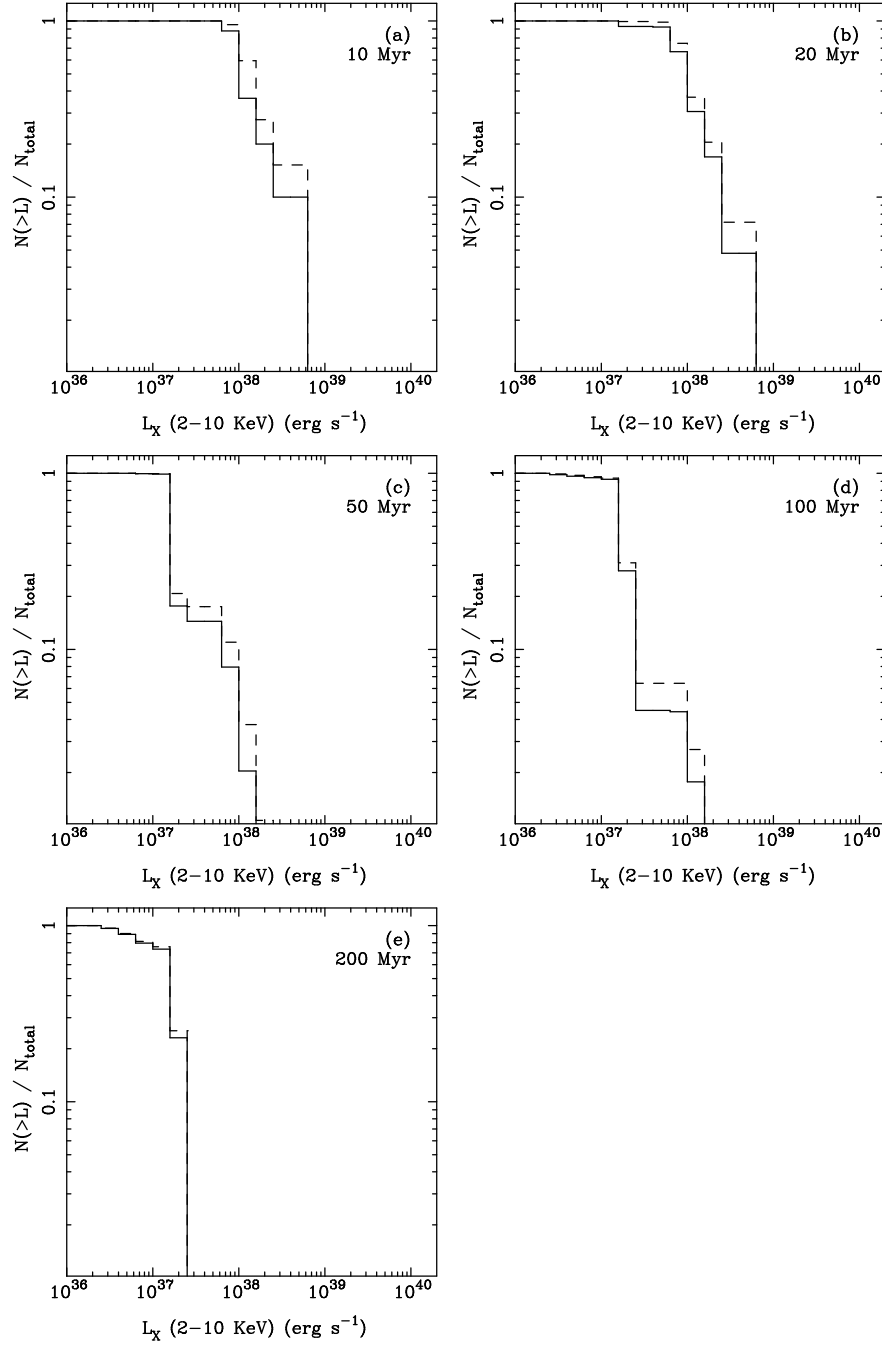 (a)
10 Myr
1
0.1
N(>L) / N_total
10^36 10^37 10^38 10^39 10^40
L_X (2−10 KeV) (erg s^−1)
(b)
20 Myr
1
0.1
N(>L) / N_total
10^36 10^37 10^38 10^39 10^40
L_X (2−10 KeV) (erg s^−1)
(c)
50 Myr
1
0.1
N(>L) / N_total
10^36 10^37 10^38 10^39 10^40
L_X (2−10 KeV) (erg s^−1)
(d)
100 Myr
1
0.1
N(>L) / N_total
10^36 10^37 10^38 10^39 10^40
L_X (2−10 KeV) (erg s^−1)
(e)
200 Myr
1
0.1
N(>L) / N_total
10^36 10^37 10^38 10^39 10^40
L_X (2−10 KeV) (erg s^−1)